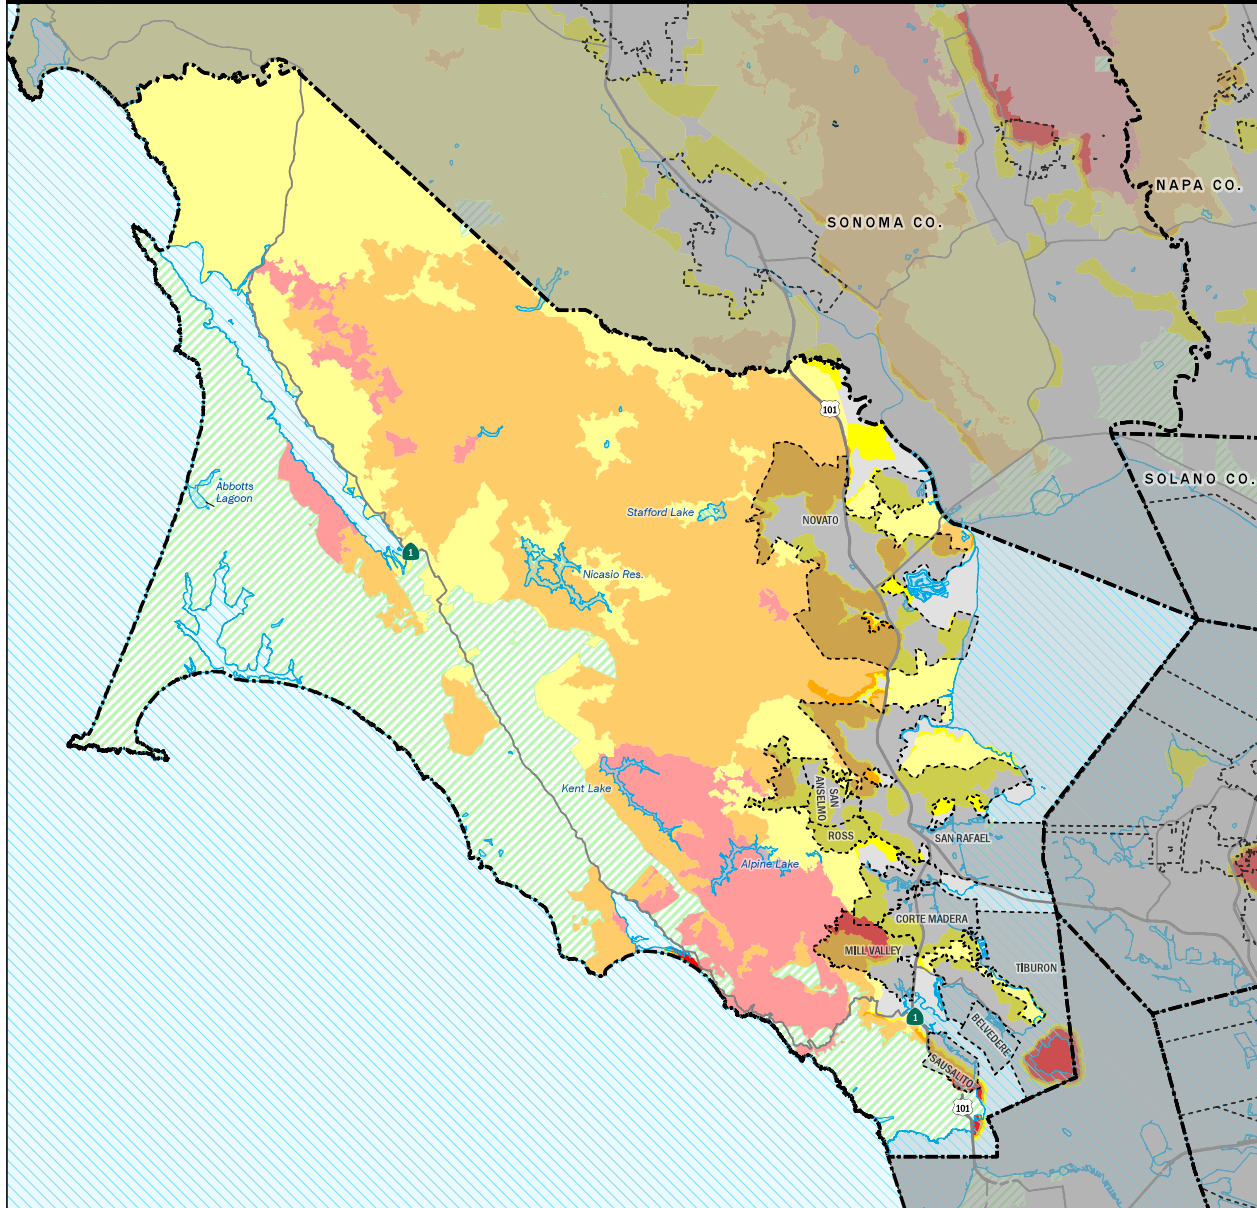 NAPA CO.
SONOMA CO.
101
SOLANO CO.
Abbotts
Lagoon
Stafford Lake
NOVATO
1
Nicasio Res.
Kent Lake
SAN
ANSELMO
ROSS
SAN RAFAEL
Alpine Lake
CORTE MADERA
MILL VALLEY
TIBURON
1
BELVEDERE
SAUSALITO
101